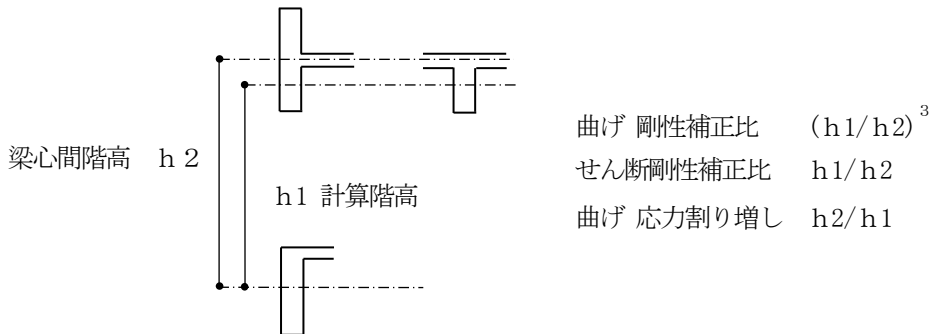 梁心間階高　ｈ２
ｈ1 計算階高
曲げ 剛性補正比　(ｈ1/ｈ2)³
せん断剛性補正比　ｈ1/ｈ2
曲げ 応力割り増し　ｈ2/ｈ1